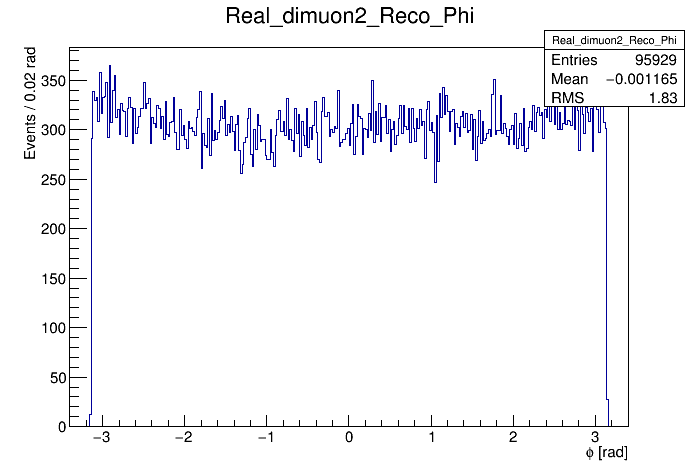 Real_dimuon2_Reco_Phi
Real_dimuon2_Reco_Phi
Entries 95929
Mean −0.001165
RMS 1.83
Events / 0.02 rad
350
300
250
200
150
100
50
0
−3 −2 −1 0 1 2 3
ϕ [rad]